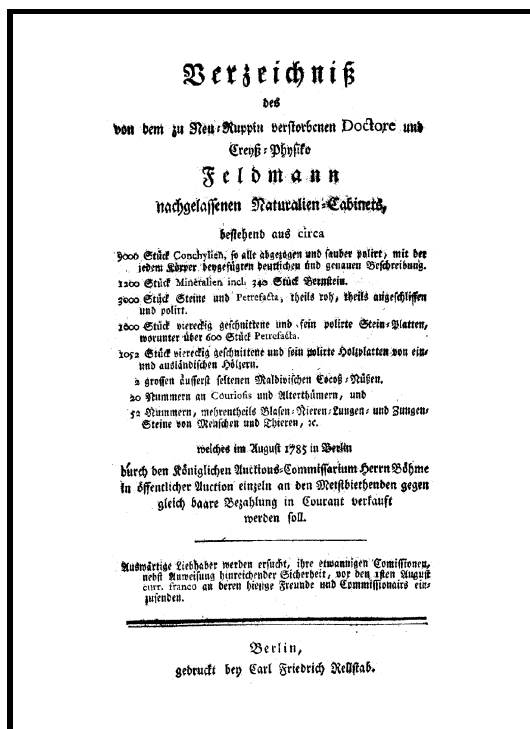 Verzeichniß
des
von dem zu Neu-Ruppin verstorbenen Doctore und
Creyß-Physiko
Feldmann
nachgelassenen Naturalien-Cabinets,
bestehend aus circa
9000 Stück Conchylien, so alle abgezogen und sauber polirt, mit der
jedem Körper beygefügten deutlichen und genauen Beschreibung.
1200 Stück Mineralien incl. 340 Stück Bernstein.
3000 Stück Steine und Petrefacta, theils roh, theils angeschliffen
und polirt.
1600 Stück viereckig geschnittene und fein polirte Stein-Platten,
worunter über 600 Stück Petrefacta.
1052 Stück viereckig geschnittene und fein polirte Holzplatten von ein-
und ausländischen Hölzern.
2 grossen äusserst seltenen Maldivischen Cocoß-Nüßen.
20 Nummern an Couriosis und Alterthümern, und
52 Nummern, mehrentheils Blasen-Nieren-Lungen- und Zungen-
Steine von Menschen und Thieren, ꝛc.
welches im August 1785 in Berlin
durch den Königlichen Auctions-Commissarium Herrn Böhme
in öffentlicher Auction einzeln an den Meistbiethenden gegen
gleich baare Bezahlung in Courant verkauft
werden soll.
Auswärtige Liebhaber werden ersucht, ihre etwannigen Comissionen,
nebst Anweisung hinreichender Sicherheit, vor den 1sten August
curr. franco an deren hiesige Freunde und Commissionairs ein-
zusenden.
Berlin,
gedruckt bey Carl Friedrich Rellstab.